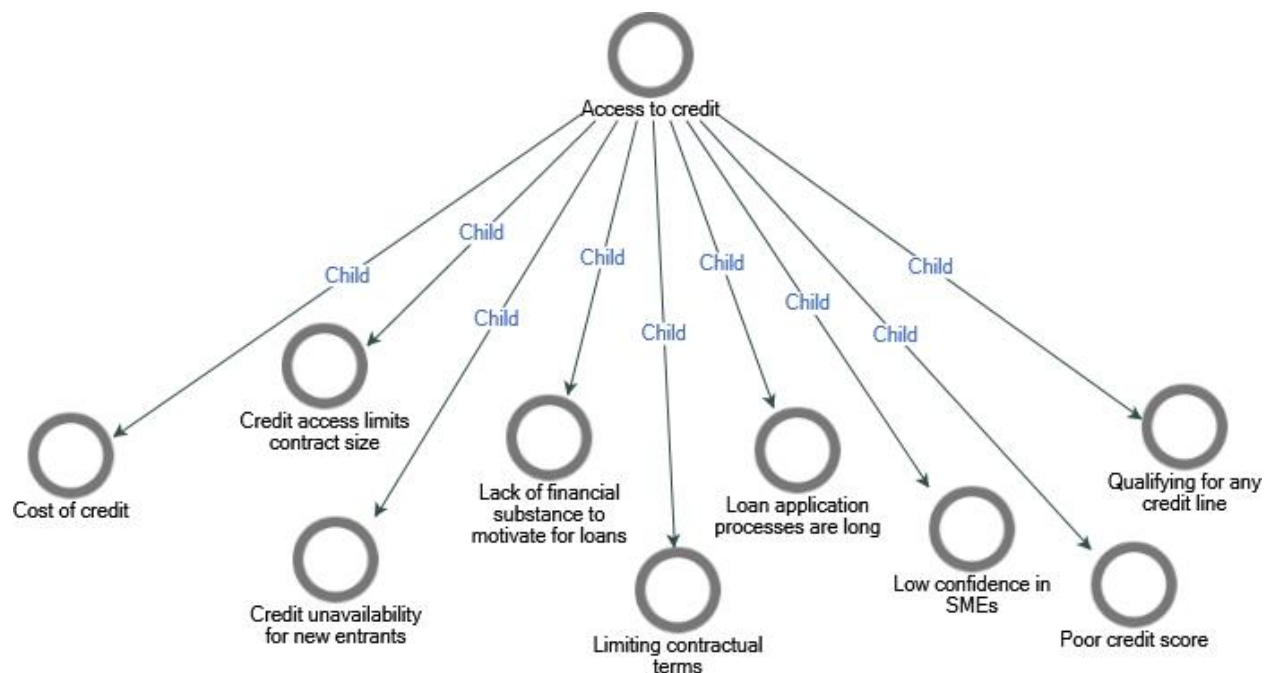 Access to credit
Child
Child
Child
Child
Child
Child
Child
Child
Child
Credit access limits
contract size
Cost of credit
Lack of financial
substance to
motivate for loans
Loan application
processes are long
Qualifying for any
credit line
Credit unavailability
for new entrants
Limiting contractual
terms
Low confidence in
SMEs
Poor credit score